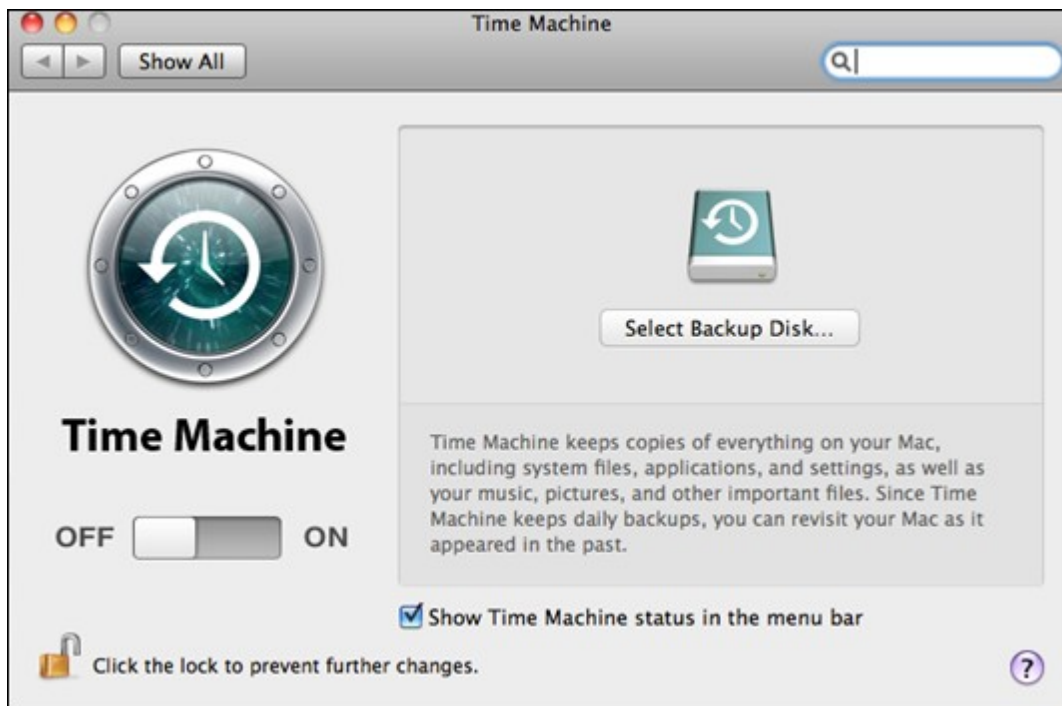 Time Machine
Show All
Select Backup Disk...
Time Machine
Time Machine keeps copies of everything on your Mac,
including system files, applications, and settings, as well as
your music, pictures, and other important files. Since Time
Machine keeps daily backups, you can revisit your Mac as it
appeared in the past.
OFF ON
Show Time Machine status in the menu bar
Click the lock to prevent further changes.
?